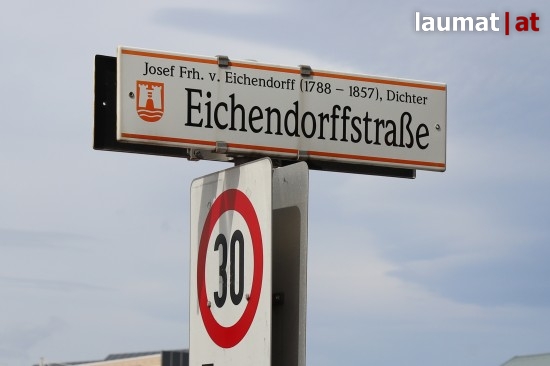 laumat|at
Josef Frh. v. Eichendorff (1788 – 1857), Dichter
Eichendorffstraße
30